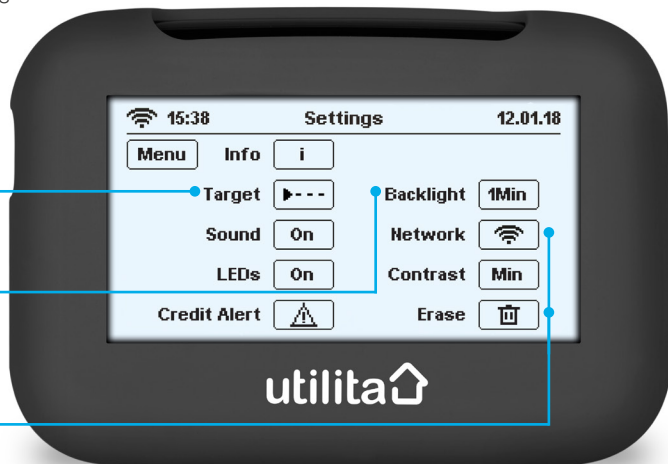 g
15:38 Settings 12.01.18
Menu Info i
Target --- Backlight 1Min
Sound On Network
LEDs On Contrast Min
Credit Alert Erase
utilita